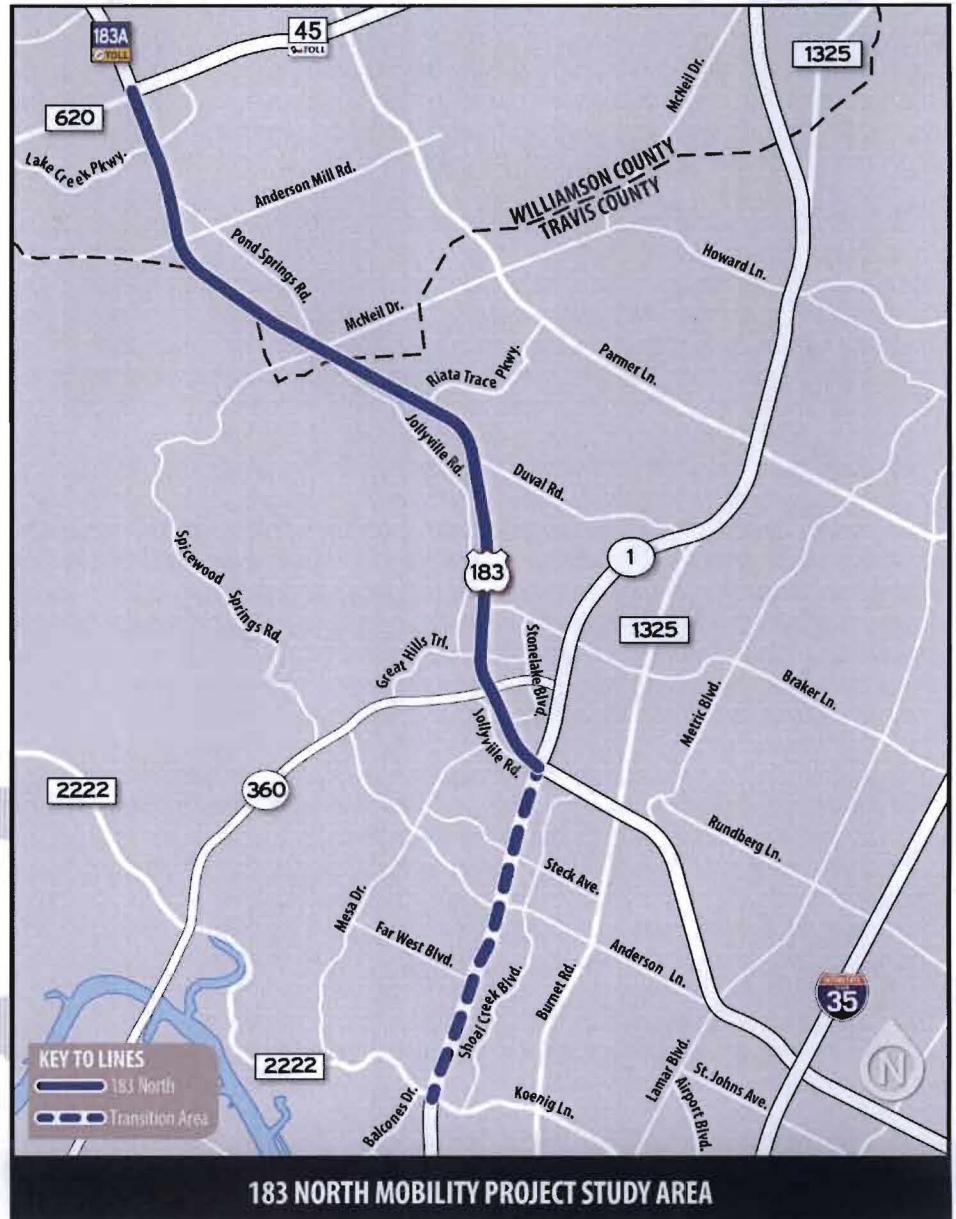 183A
TOLL
45
TOLL
1325
620
McNeil Dr.
Lake Creek Pkwy.
Anderson Mill Rd.
WILLIAMSON COUNTY
TRAVIS COUNTY
Pond Springs Rd.
Howard Ln.
McNeil Dr.
Parmer Ln.
Riata Trace Pkwy.
Jollyville Rd.
Duval Rd.
Spicewood
Springs Rd.
183
1
1325
Great Hills Trl.
Stonelake Blvd.
Braker Ln.
Metric Blvd.
Jollyville Rd.
2222
360
Rundberg Ln.
Steck Ave.
Mesa Dr.
Far West Blvd.
Anderson Ln.
Shoal Creek Blvd.
Burnet Rd.
INTERSTATE
35
N
KEY TO LINES
183 North
Transition Area
2222
Balcones Dr.
Koenig Ln.
Lamar Blvd.
Airport Blvd.
St. Johns Ave.
183 NORTH MOBILITY PROJECT STUDY AREA